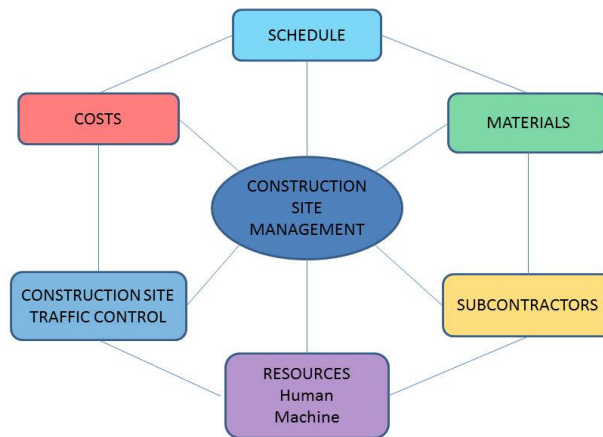 SCHEDULE
COSTS
MATERIALS
CONSTRUCTION
SITE
MANAGEMENT
CONSTRUCTION SITE
TRAFFIC CONTROL
SUBCONTRACTORS
RESOURCES
Human
Machine